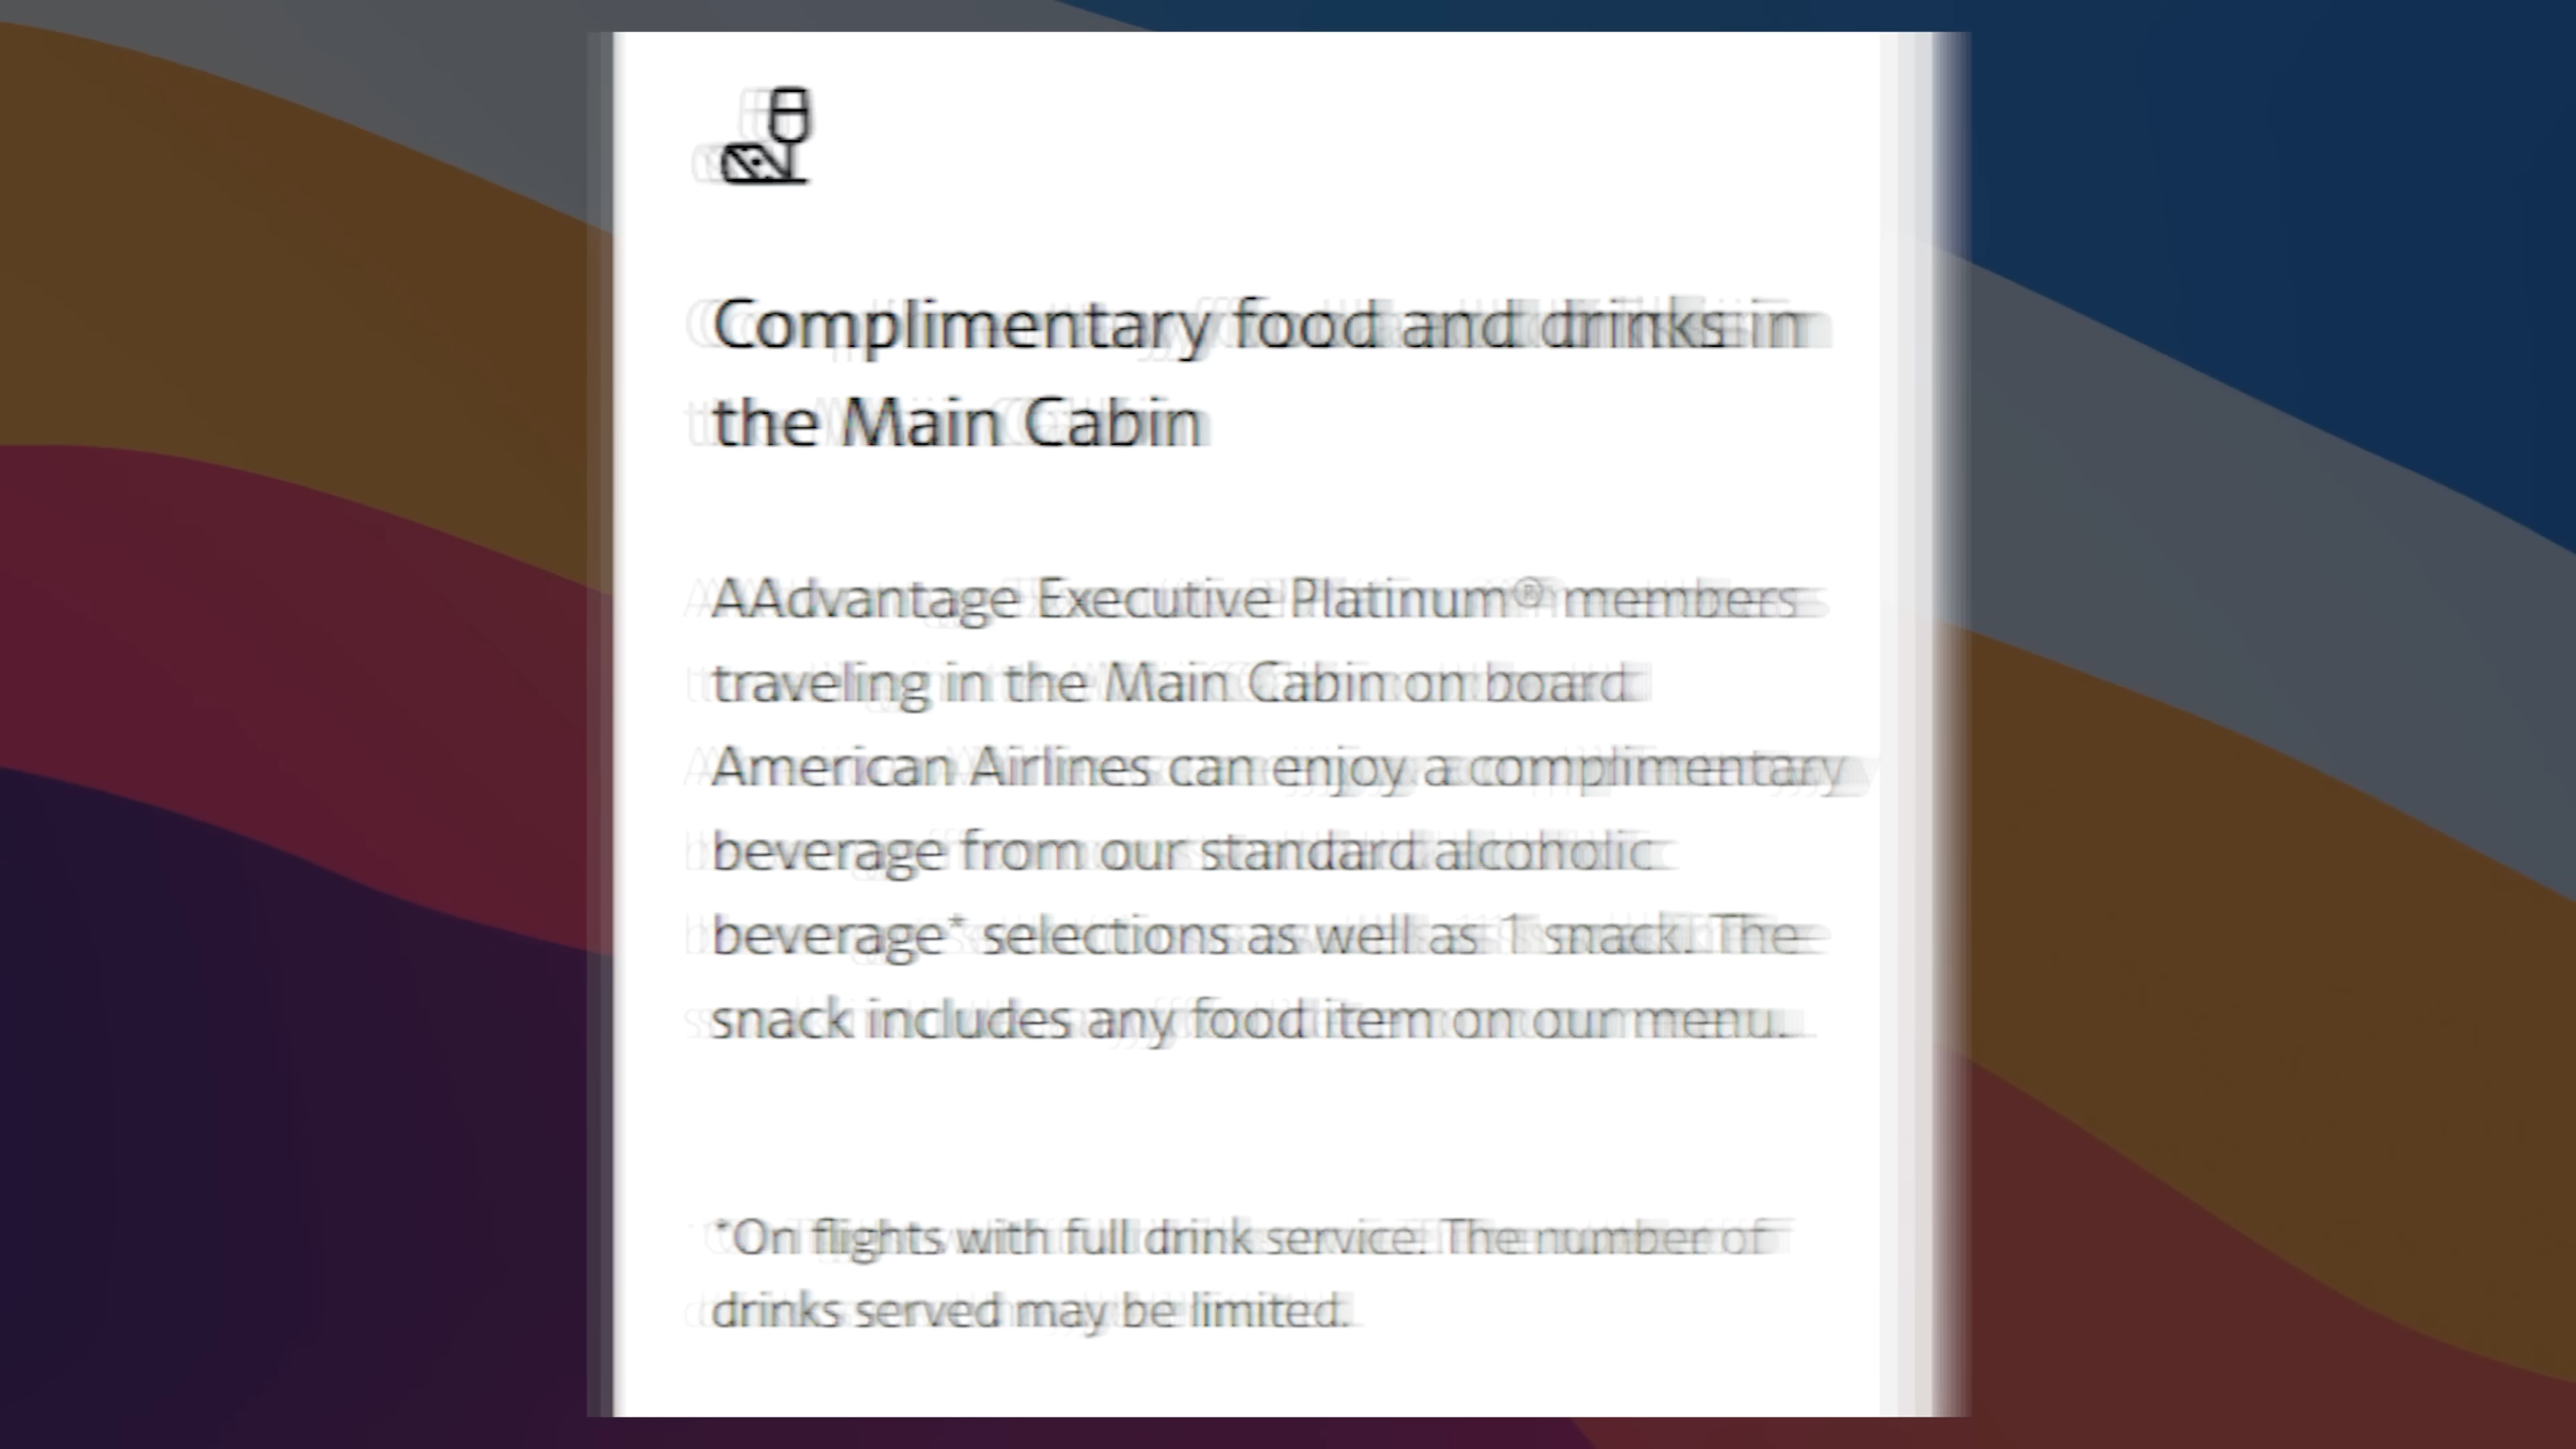 Complimentary food and drinks in
the Main Cabin
AAdvantage Executive Platinum® members
traveling in the Main Cabin on board
American Airlines can enjoy a complimentary
beverage from our standard alcoholic
beverage* selections as well as 1 snack. The
snack includes any food item on our menu.
*On flights with full drink service. The number of
drinks served may be limited.